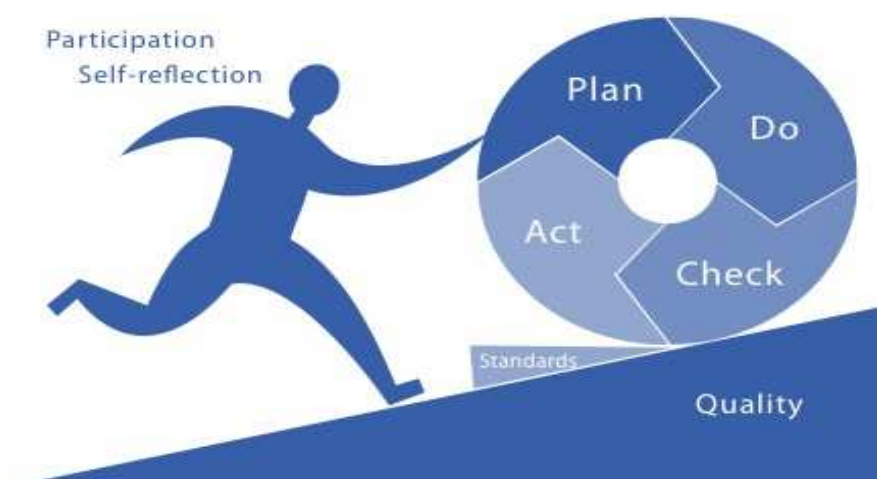 Participation
Self-reflection
Plan
Do
Act
Check
Standards
Quality